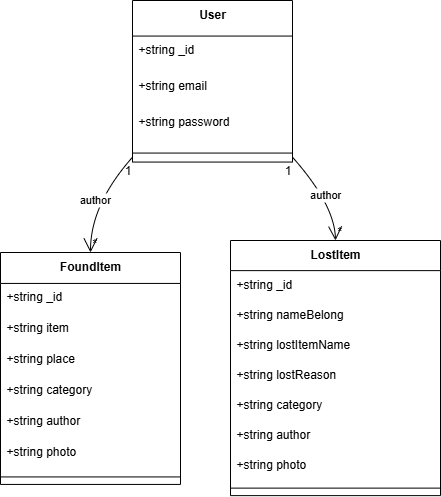 User
+string _id
+string email
+string password
1
1
author
author
*
*
FoundItem
+string _id
+string item
+string place
+string category
+string author
+string photo
LostItem
+string _id
+string nameBelong
+string lostItemName
+string lostReason
+string category
+string author
+string photo